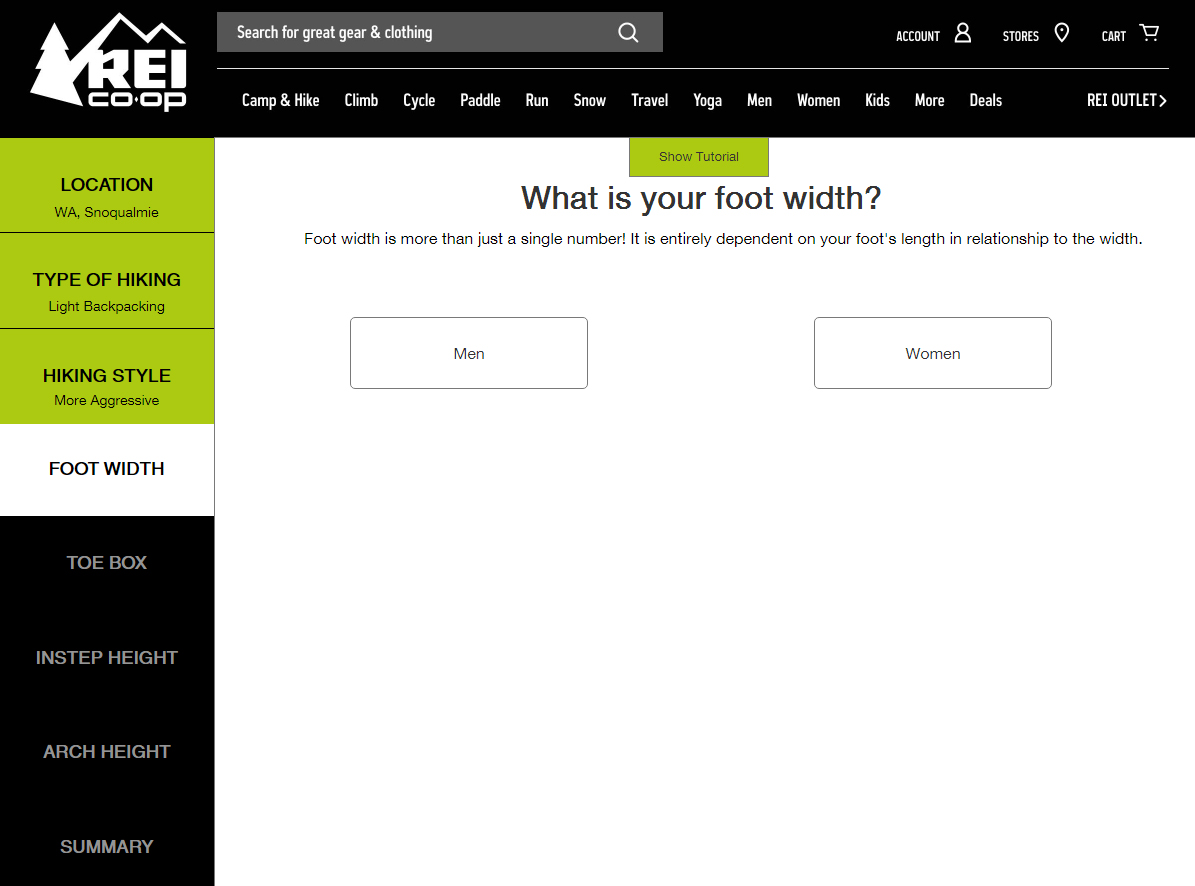 REI
co·op
Search for great gear & clothing
ACCOUNT
STORES
CART
Camp & Hike Climb Cycle Paddle Run Snow Travel Yoga Men Women Kids More Deals REI OUTLET
LOCATION
WA, Snoqualmie
TYPE OF HIKING
Light Backpacking
HIKING STYLE
More Aggressive
FOOT WIDTH
TOE BOX
INSTEP HEIGHT
ARCH HEIGHT
SUMMARY
Show Tutorial
What is your foot width?
Foot width is more than just a single number! It is entirely dependent on your foot's length in relationship to the width.
Men
Women